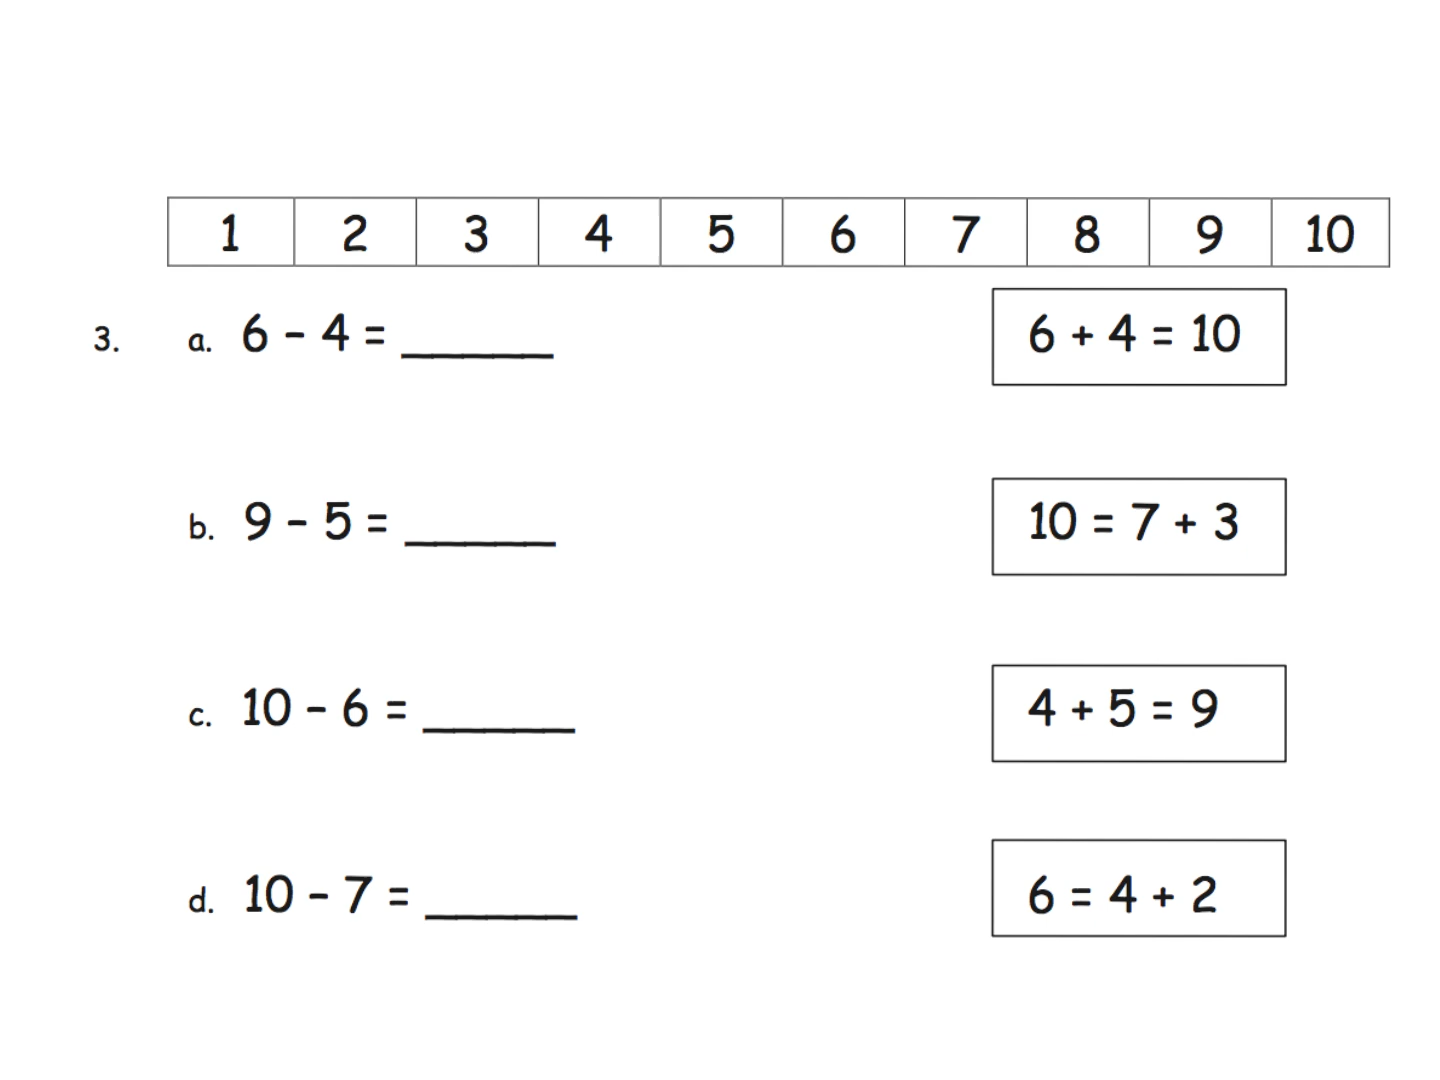 1 2 3 4 5 6 7 8 9 10
3. a. 6 - 4 = ______ 6 + 4 = 10
b. 9 - 5 = ______ 10 = 7 + 3
c. 10 - 6 = ______ 4 + 5 = 9
d. 10 - 7 = ______ 6 = 4 + 2